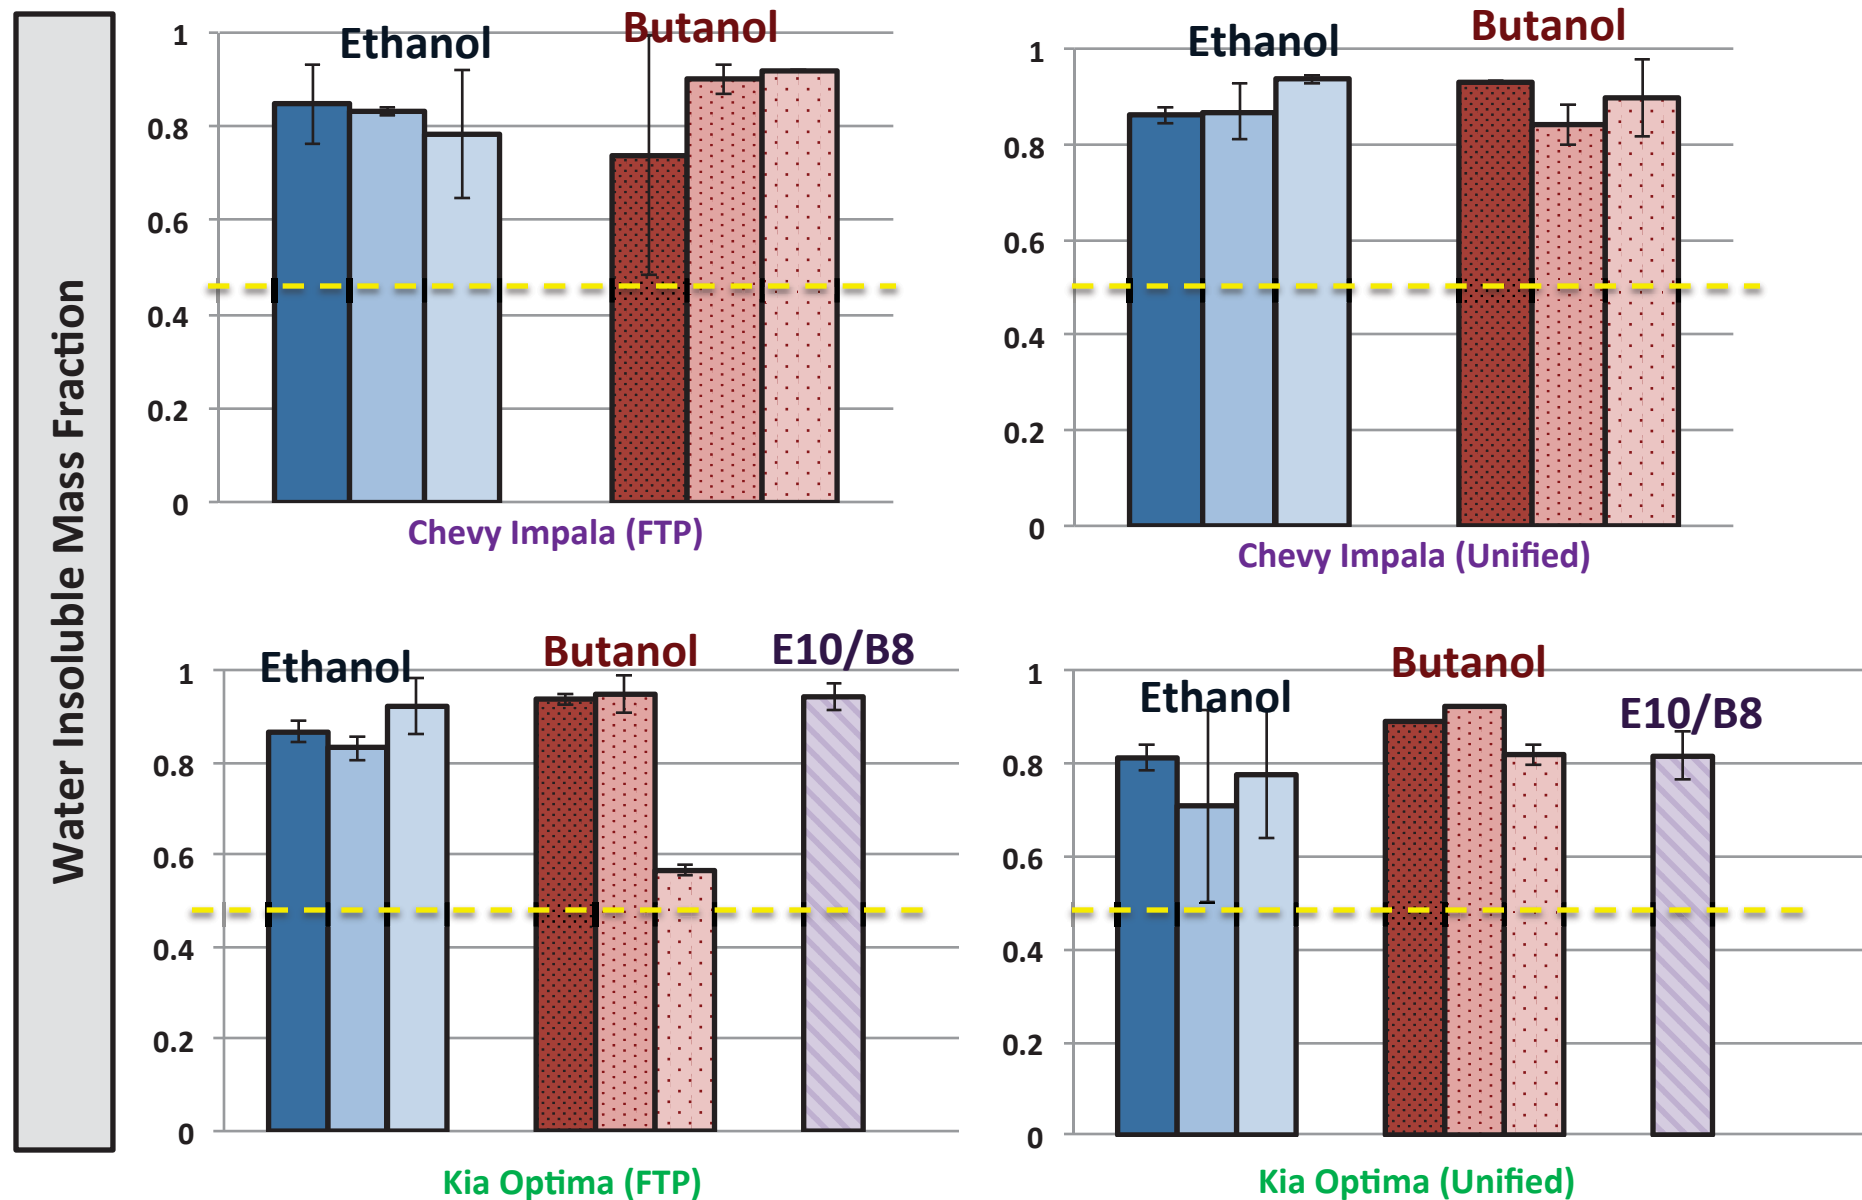 Water Insoluble Mass Fraction
Ethanol
Butanol
1
0.8
0.6
0.4
0.2
0
Chevy Impala (FTP)
Ethanol
Butanol
1
0.8
0.6
0.4
0.2
0
Chevy Impala (Unified)
Ethanol
Butanol
E10/B8
1
0.8
0.6
0.4
0.2
0
Kia Optima (FTP)
Ethanol
Butanol
E10/B8
1
0.8
0.6
0.4
0.2
0
Kia Optima (Unified)